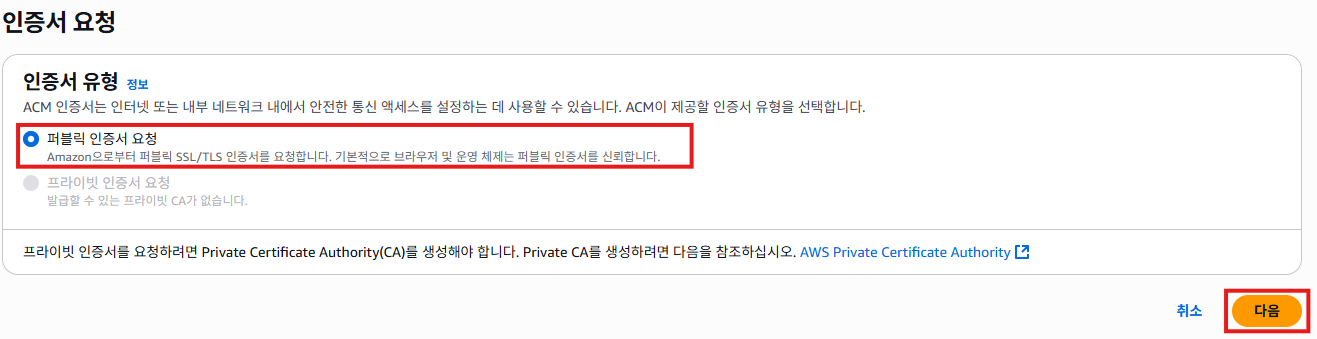 인증서 요청
인증서 유형 정보
ACM 인증서는 인터넷 또는 내부 네트워크 내에서 안전한 통신 액세스를 설정하는 데 사용할 수 있습니다. ACM이 제공할 인증서 유형을 선택합니다.
퍼블릭 인증서 요청
Amazon으로부터 퍼블릭 SSL/TLS 인증서를 요청합니다. 기본적으로 브라우저 및 운영 체제는 퍼블릭 인증서를 신뢰합니다.
프라이빗 인증서 요청
발급할 수 있는 프라이빗 CA가 없습니다.
프라이빗 인증서를 요청하려면 Private Certificate Authority(CA)를 생성해야 합니다. Private CA를 생성하려면 다음을 참조하십시오. AWS Private Certificate Authority
취소 다음